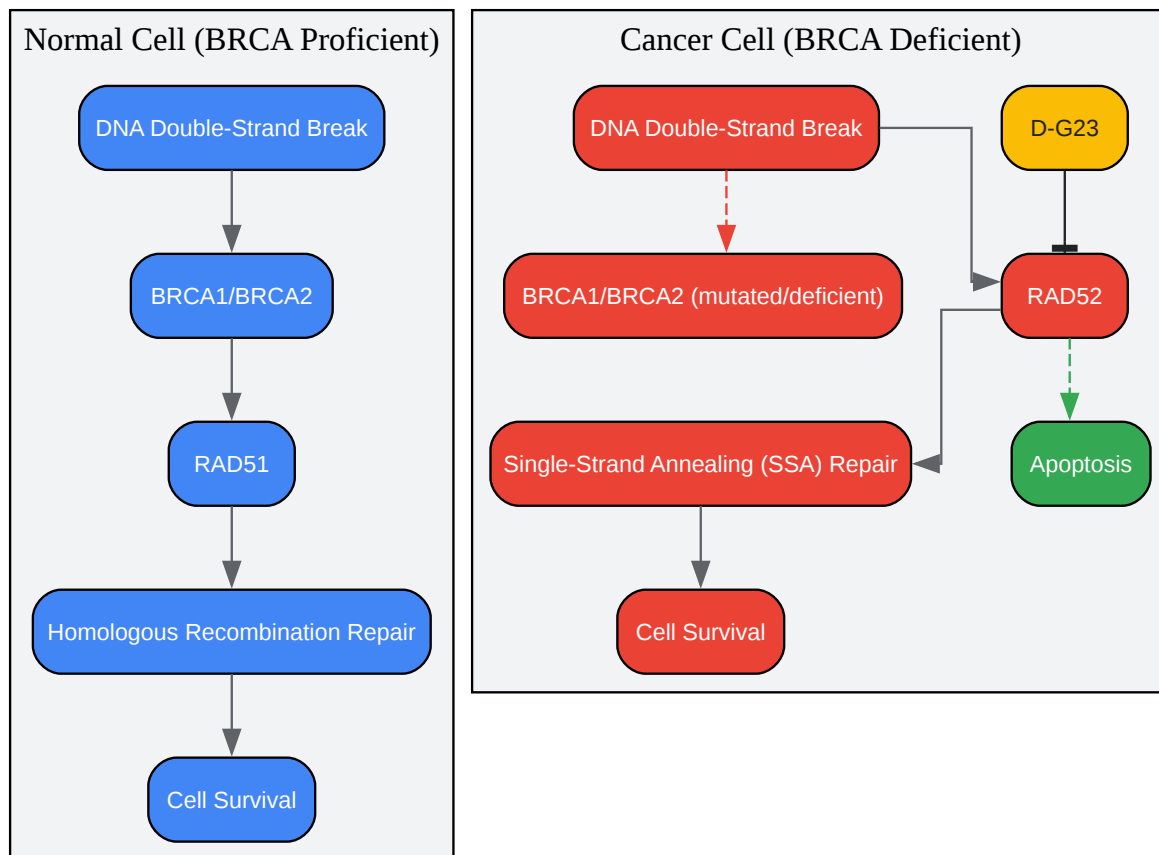 Normal Cell (BRCA Proficient)
DNA Double-Strand Break
BRCA1/BRCA2
RAD51
Homologous Recombination Repair
Cell Survival
Cancer Cell (BRCA Deficient)
DNA Double-Strand Break
D-G23
BRCA1/BRCA2 (mutated/deficient)
RAD52
Single-Strand Annealing (SSA) Repair
Apoptosis
Cell Survival